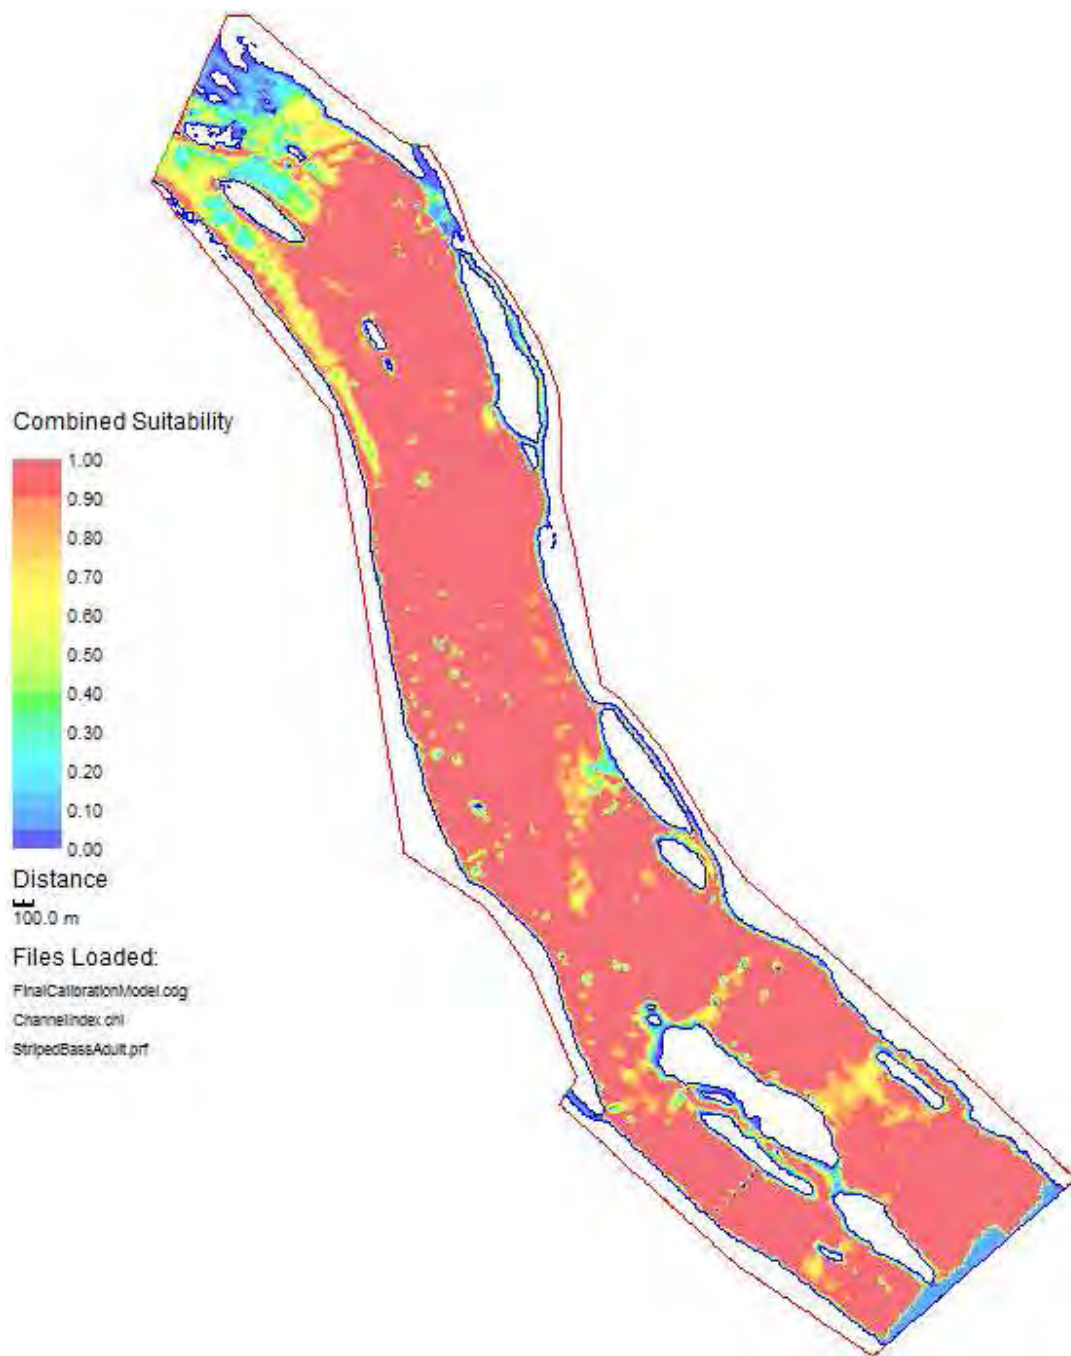 Combined Suitability
1.00
0.90
0.80
0.70
0.60
0.50
0.40
0.30
0.20
0.10
0.00
Distance
100.0 m
Files Loaded:
FinalCalibrationModel.cdg
ChannelIndex.chi
StripedBassAdult.prf